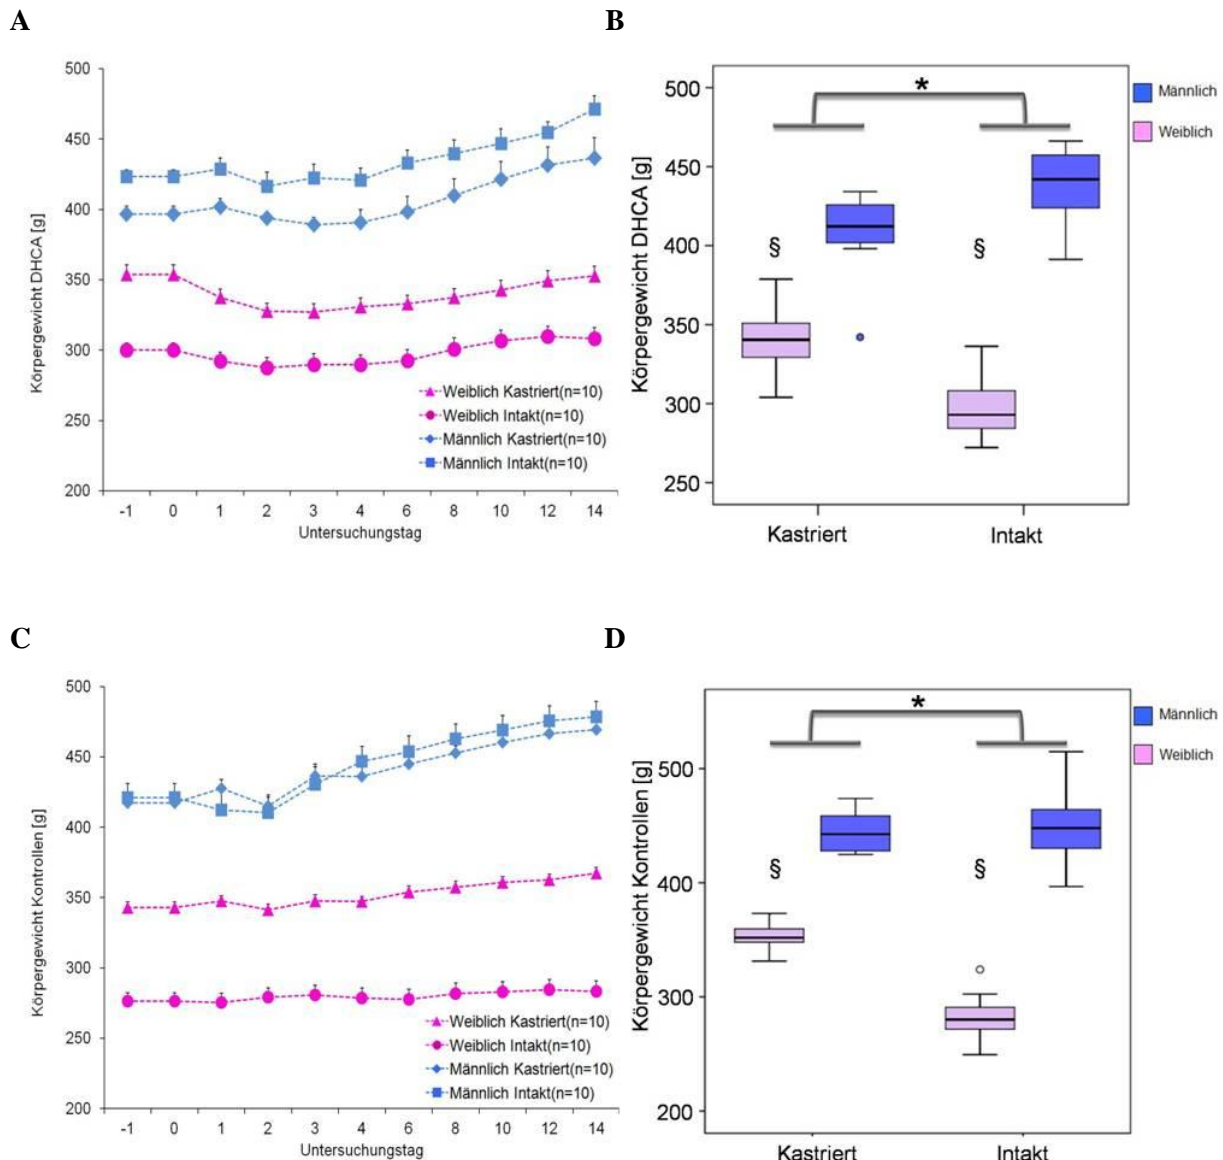 A
B
Körpergewicht DHCA [g]
500
450
400
350
300
250
200
-1 0 1 2 3 4 6 8 10 12 14
Untersuchungstag
Weiblich Kastriert(n=10)
Weiblich Intakt(n=10)
Männlich Kastriert(n=10)
Männlich Intakt(n=10)
Körpergewicht DHCA [g]
500
450
400
350
300
250
*
§ §
Kastriert Intakt
Männlich
Weiblich
C
D
Körpergewicht Kontrollen [g]
500
450
400
350
300
250
200
-1 0 1 2 3 4 6 8 10 12 14
Untersuchungstag
Weiblich Kastriert(n=10)
Weiblich Intakt(n=10)
Männlich Kastriert(n=10)
Männlich Intakt(n=10)
Körpergewicht Kontrollen [g]
500
400
300
200
*
§ §
Kastriert Intakt
Männlich
Weiblich